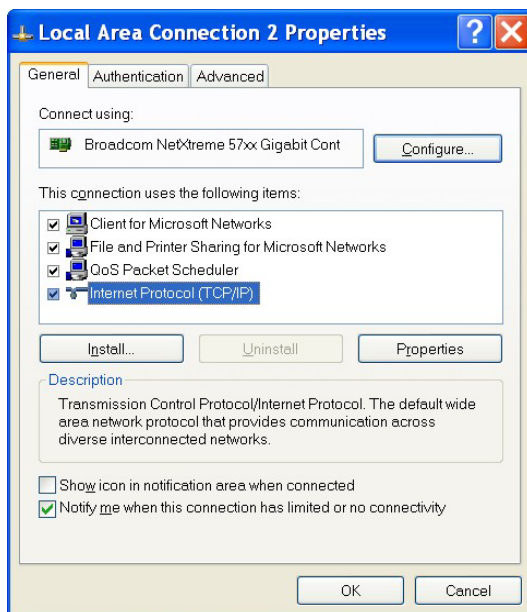 Local Area Connection 2 Properties
General Authentication Advanced
Connect using:
Broadcom NetXtreme 57xx Gigabit Cont
Configure...
This connection uses the following items:
Client for Microsoft Networks
File and Printer Sharing for Microsoft Networks
QoS Packet Scheduler
Internet Protocol (TCP/IP)
Install... Uninstall Properties
Description
Transmission Control Protocol/Internet Protocol. The default wide
area network protocol that provides communication across
diverse interconnected networks.
Show icon in notification area when connected
Notify me when this connection has limited or no connectivity
OK Cancel